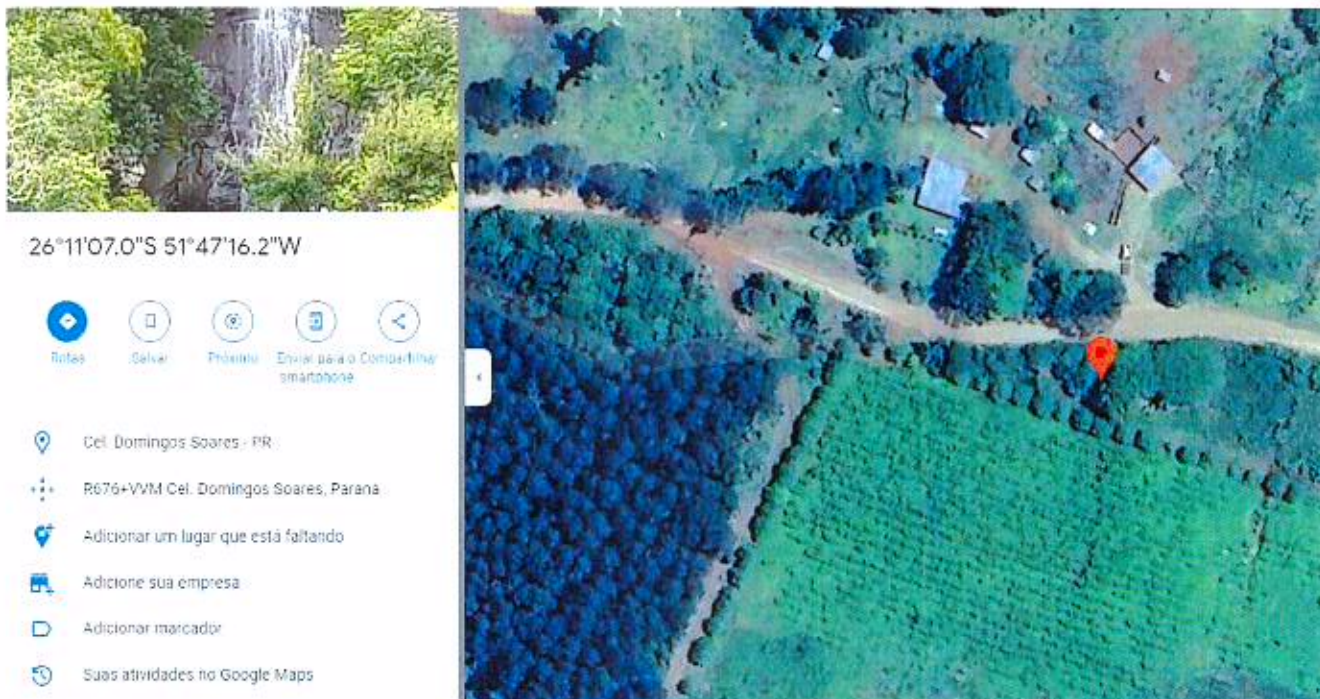 26°11'07.0"S 51°47'16.2"W
Rotas
Salvar
Próximo
Enviar para o
smartphone
Compartilhar
Cel. Domingos Soares - PR
R676+VVM Cel. Domingos Soares, Paraná
Adicionar um lugar que está faltando
Adicione sua empresa
Adicionar marcador
Suas atividades no Google Maps